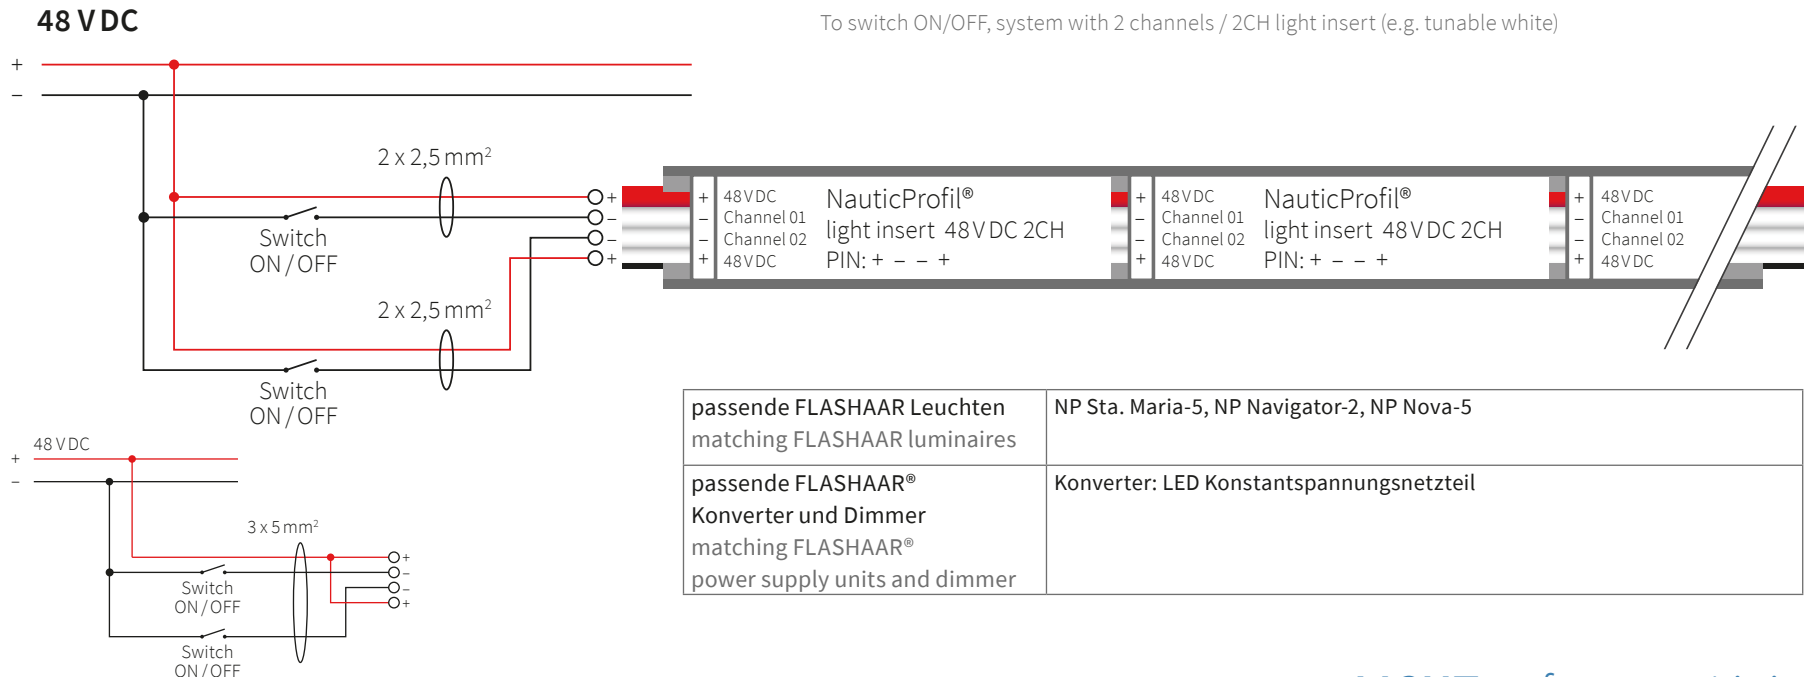 48 V DC
To switch ON/OFF, system with 2 channels / 2CH light insert (e.g. tunable white)
+
–
2 x 2,5 mm²
+
–
–
+
Switch
ON / OFF
2 x 2,5 mm²
Switch
ON / OFF
+ 48 V DC
– Channel 01
– Channel 02
+ 48 V DC
NauticProfil®
light insert 48 V DC 2CH
PIN: + – – +
+ 48 V DC
– Channel 01
– Channel 02
+ 48 V DC
NauticProfil®
light insert 48 V DC 2CH
PIN: + – – +
+ 48 V DC
– Channel 01
– Channel 02
+ 48 V DC
passende FLASHAAR Leuchten
matching FLASHAAR luminaires
NP Sta. Maria-5, NP Navigator-2, NP Nova-5
passende FLASHAAR®
Konverter und Dimmer
matching FLASHAAR®
power supply units and dimmer
Konverter: LED Konstantspannungsnetzteil
48 V DC
+
–
3 x 5 mm²
+
–
–
+
Switch
ON / OFF
Switch
ON / OFF